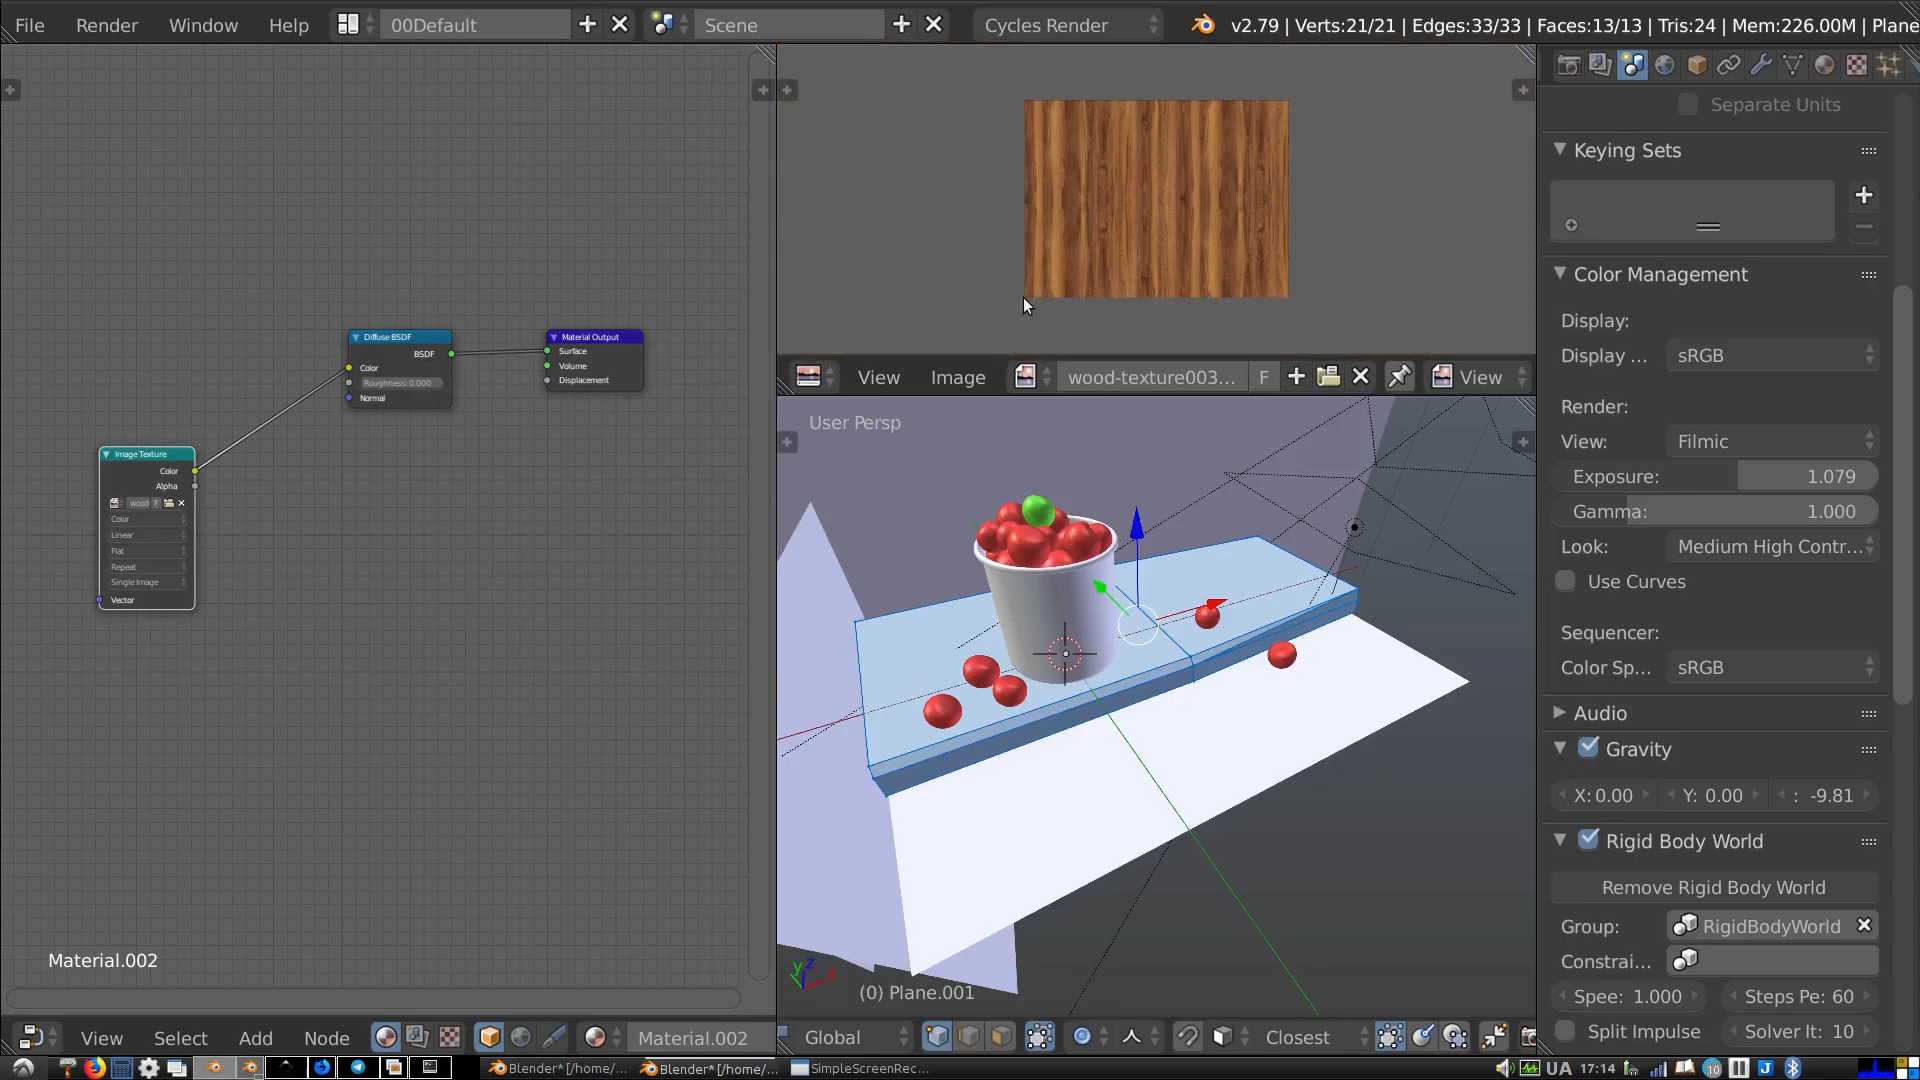 File Render Window Help 00Default Scene Cycles Render v2.79 | Verts:21/21 | Edges:33/33 | Faces:13/13 | Tris:24 | Mem:226.00M | Plane
Diffuse BSDF
BSDF
Color
Roughness: 0.000
Normal
Material Output
Surface
Volume
Displacement
Image Texture
Color
Alpha
wood F
Color
Linear
Flat
Repeat
Single Image
Vector
Material.002
View Select Add Node Material.002
View Image wood-texture003... F View
User Persp
(0) Plane.001
Global Closest
Separate Units
Keying Sets
Color Management
Display:
Display ... sRGB
Render:
View: Filmic
Exposure: 1.079
Gamma: 1.000
Look: Medium High Contr...
Use Curves
Sequencer:
Color Sp... sRGB
Audio
Gravity
X: 0.00 Y: 0.00 : -9.81
Rigid Body World
Remove Rigid Body World
Group: RigidBodyWorld
Constrai...
Spee: 1.000 Steps Pe: 60
Split Impulse Solver It: 10
Blender* [/home/... Blender* [/home/... SimpleScreenRec... UA 17:14 10